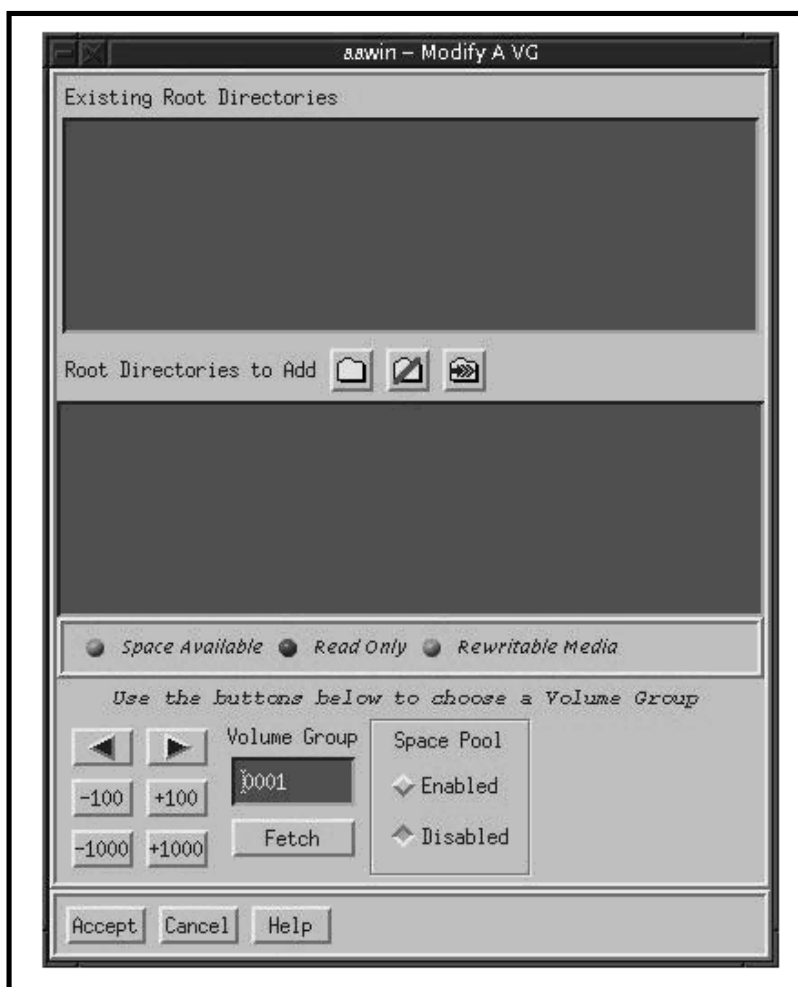 aawin – Modify A VG
Existing Root Directories
Root Directories to Add
Space Available Read Only Rewritable Media
Use the buttons below to choose a Volume Group
Volume Group
Space Pool
0001
Enabled
-100 +100
Fetch
Disabled
-1000 +1000
Accept Cancel Help